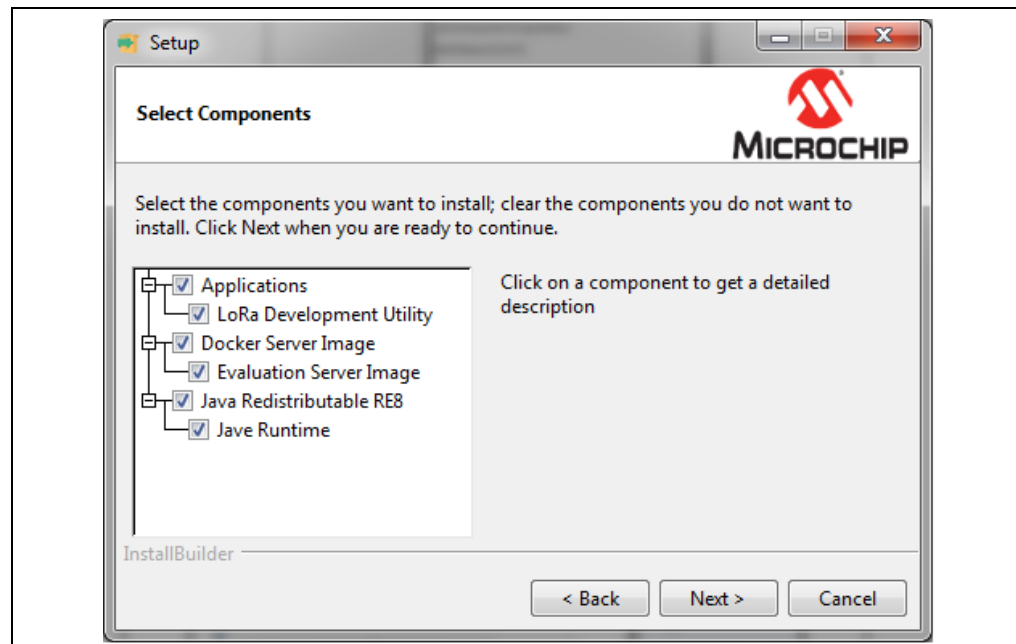 Setup
Select Components
MICROCHIP
Select the components you want to install; clear the components you do not want to
install. Click Next when you are ready to continue.
Applications
LoRa Development Utility
Docker Server Image
Evaluation Server Image
Java Redistributable RE8
Jave Runtime
Click on a component to get a detailed
description
InstallBuilder
< Back
Next >
Cancel